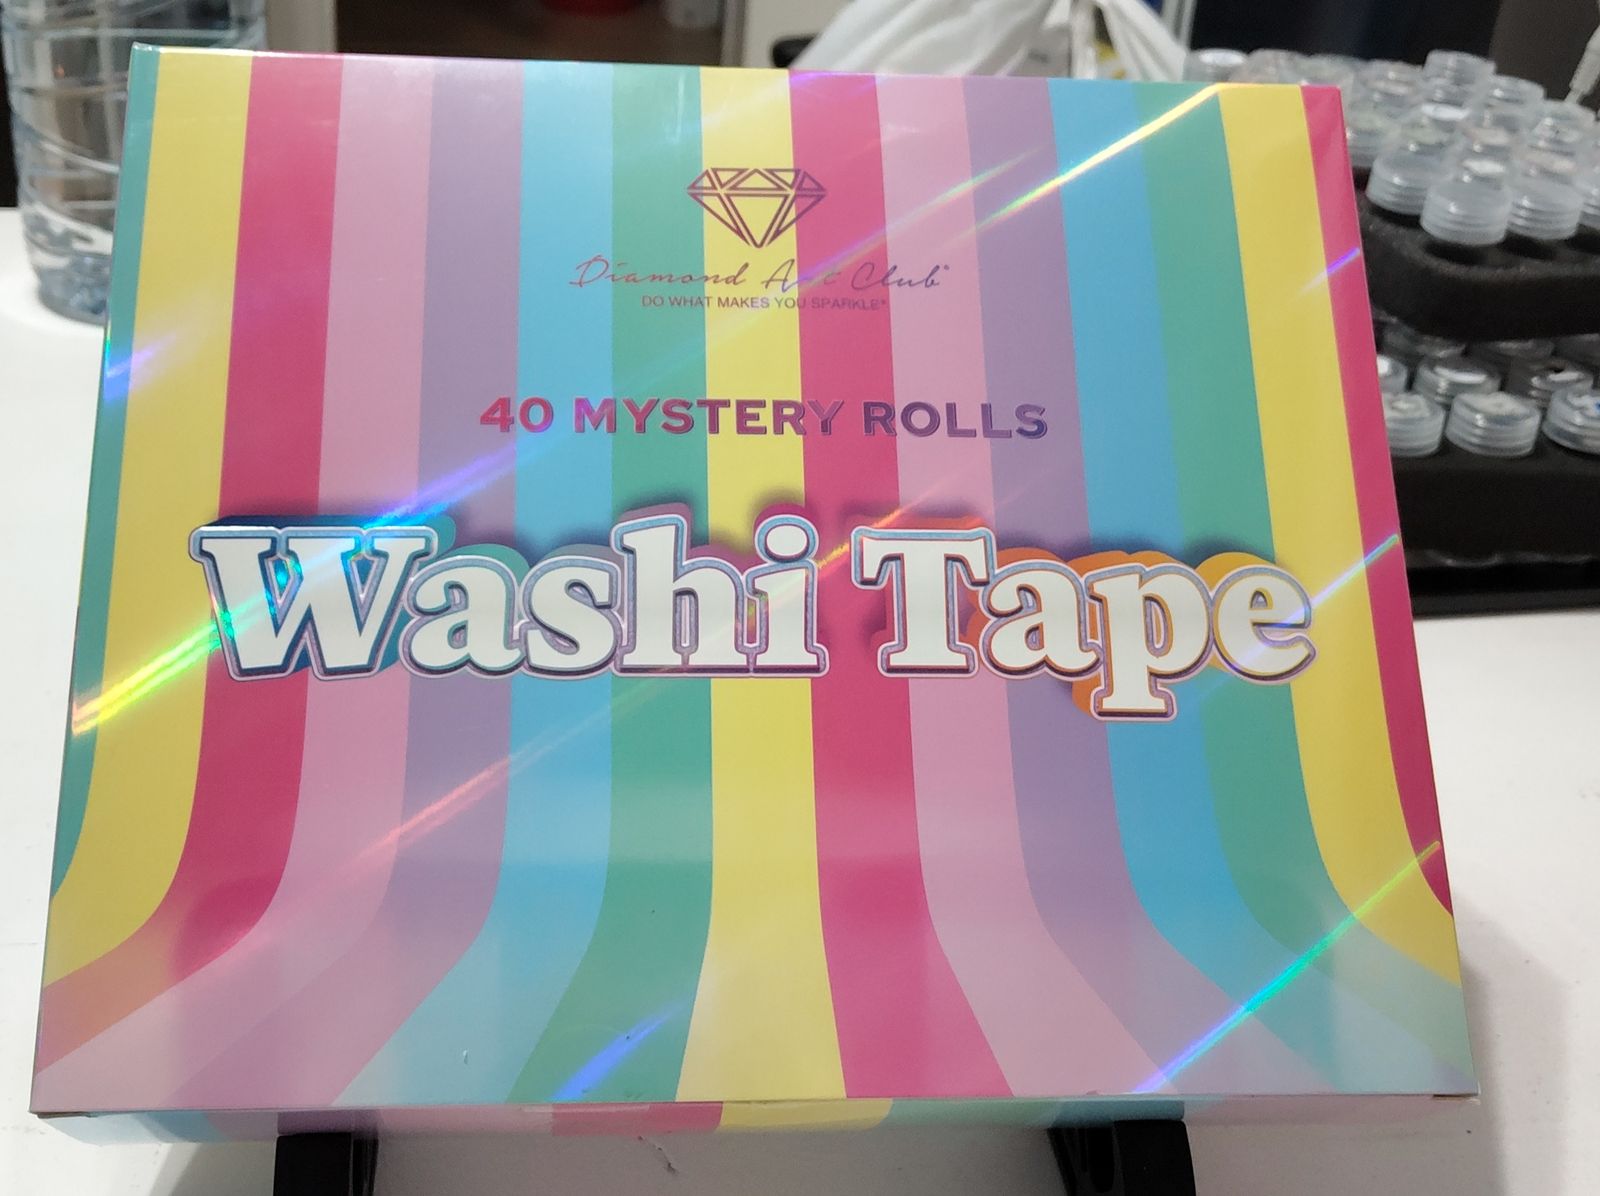 Diamond Art Club®
DO WHAT MAKES YOU SPARKLE®
40 MYSTERY ROLLS
Washi Tape